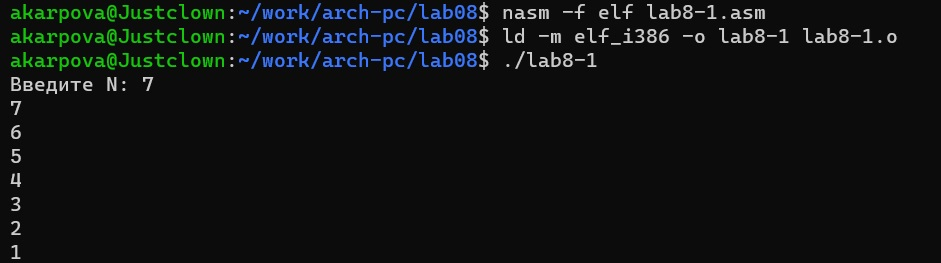 akarpova@Justclown:~/work/arch-pc/lab08$ nasm -f elf lab8-1.asm
akarpova@Justclown:~/work/arch-pc/lab08$ ld -m elf_i386 -o lab8-1 lab8-1.o
akarpova@Justclown:~/work/arch-pc/lab08$ ./lab8-1
Введите N: 7
7
6
5
4
3
2
1